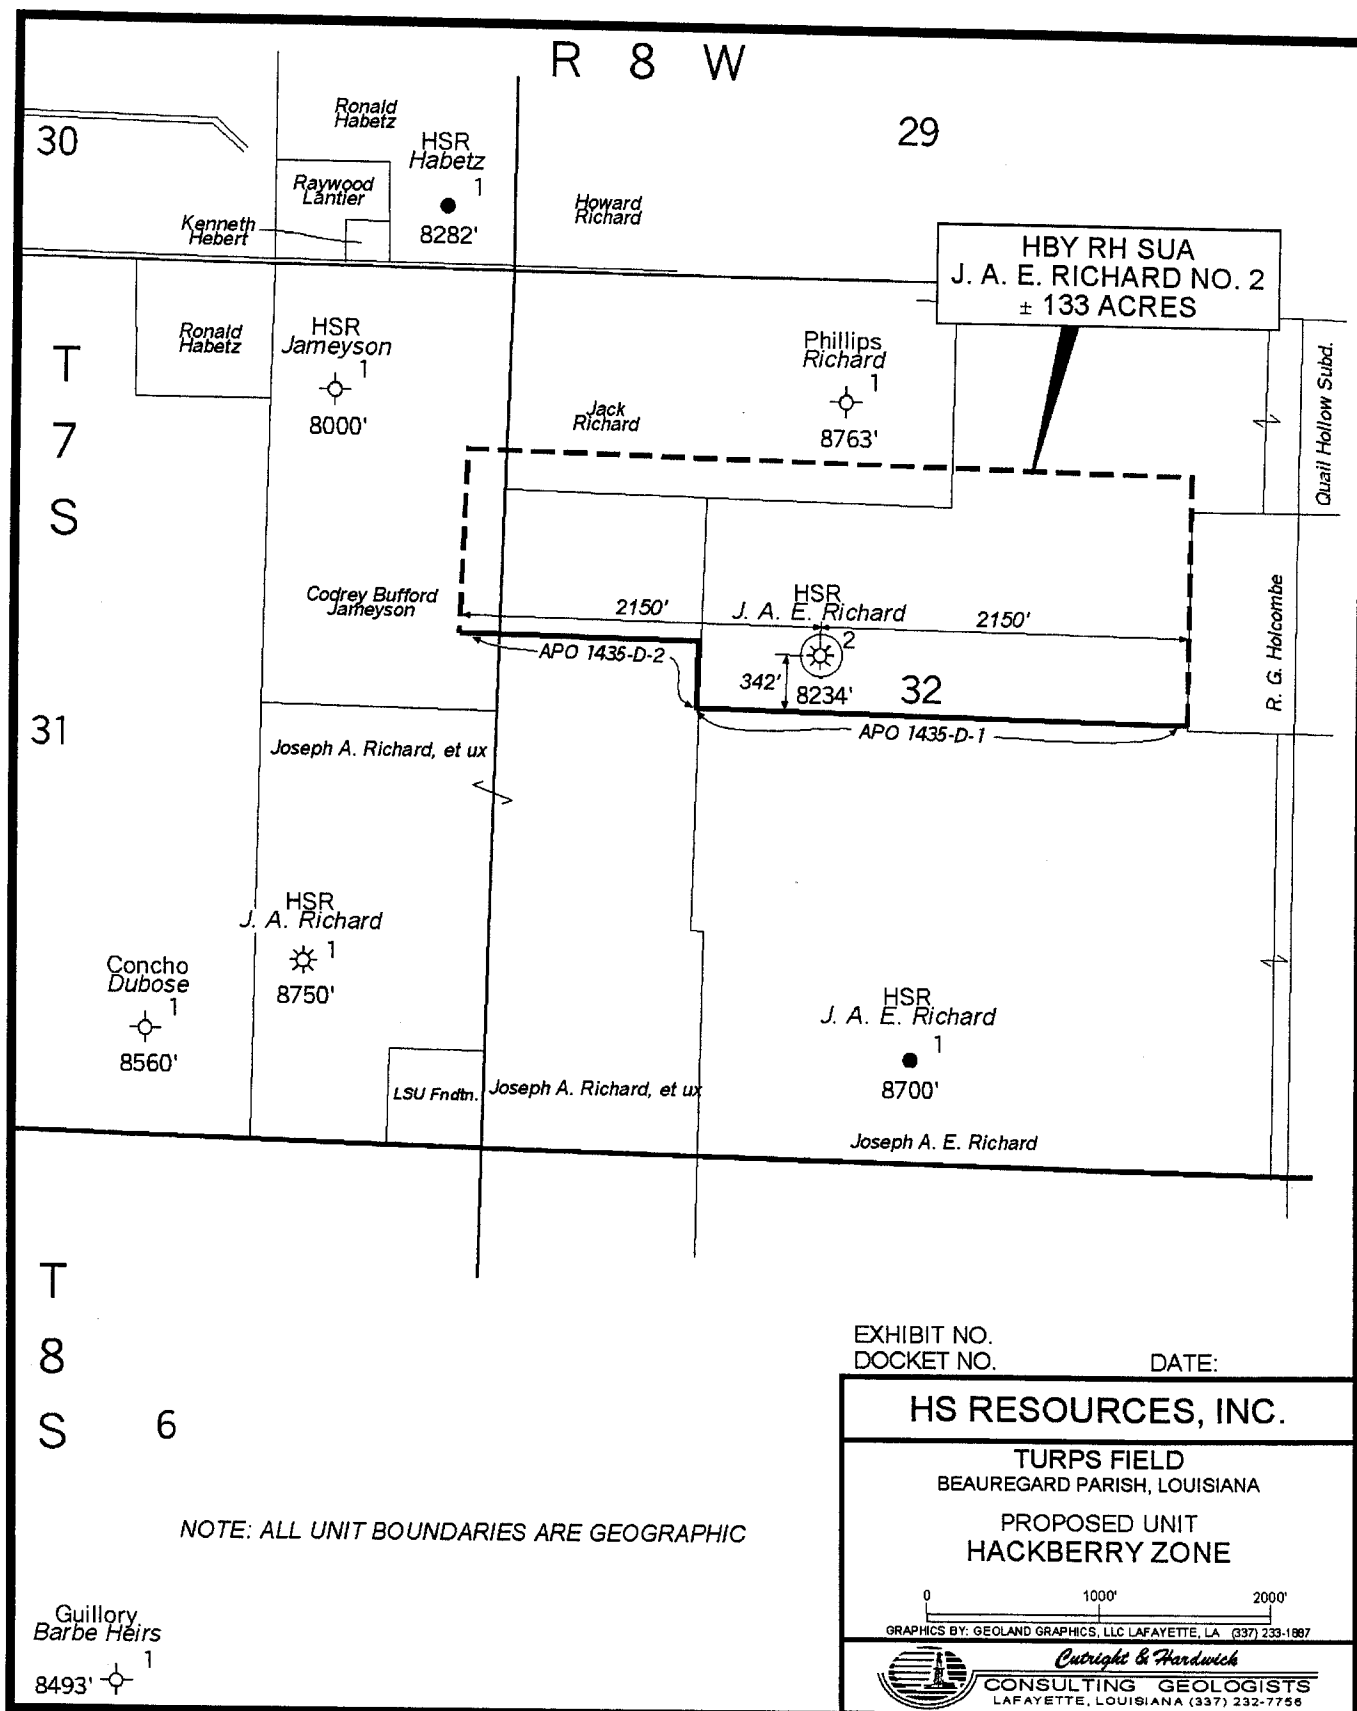 R 8 W
30
29
Ronald
Habetz
HSR
Habetz
1
8282'
Raywood
Lantier
Kenneth
Hebert
Howard
Richard
HBY RH SUA
J. A. E. RICHARD NO. 2
± 133 ACRES
T
7
S
Ronald
Habetz
HSR
Jameyson
1
8000'
Jack
Richard
Phillips
Richard
1
8763'
Quail Hollow Subd.
Codrey Bufford
Jameyson
2150'
HSR
J. A. E. Richard
2
8234'
2150'
342'
32
R. G. Holcombe
APO 1435-D-2
APO 1435-D-1
31
Joseph A. Richard, et ux
HSR
J. A. Richard
1
8750'
Concho
Dubose
1
8560'
HSR
J. A. E. Richard
1
8700'
LSU Fndtn.
Joseph A. Richard, et ux
Joseph A. E. Richard
T
8
S
6
NOTE: ALL UNIT BOUNDARIES ARE GEOGRAPHIC
Guillory
Barbe Heirs
1
8493'
EXHIBIT NO.
DOCKET NO. DATE:
HS RESOURCES, INC.
TURPS FIELD
BEAUREGARD PARISH, LOUISIANA
PROPOSED UNIT
HACKBERRY ZONE
0 1000' 2000'
GRAPHICS BY: GEOLAND GRAPHICS, LLC LAFAYETTE, LA (337) 233-1887
Cutright & Hardwick
CONSULTING GEOLOGISTS
LAFAYETTE, LOUISIANA (337) 232-7756